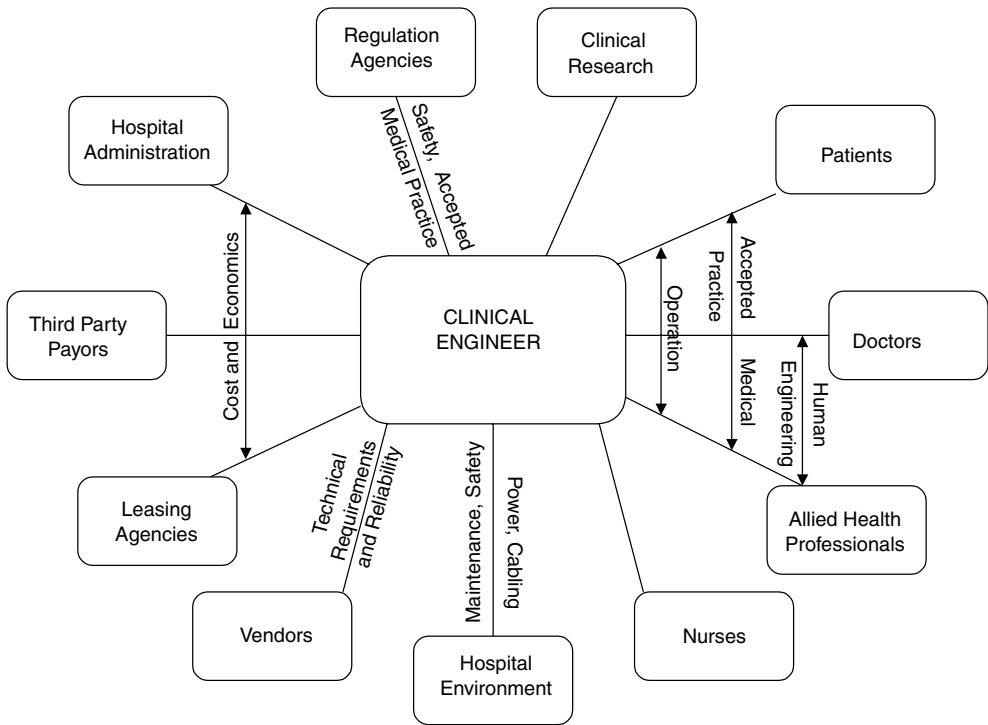 Regulation
Agencies
Clinical
Research
Hospital
Administration
Safety, Accepted
Medical Practice
Patients
Cost and Economics
CLINICAL
ENGINEER
Operation
Accepted Medical
Practice
Third Party
Payors
Doctors
Human
Engineering
Leasing
Agencies
Technical
Requirements
and Reliability
Maintenance, Safety
Power, Cabling
Allied Health
Professionals
Vendors
Hospital
Environment
Nurses